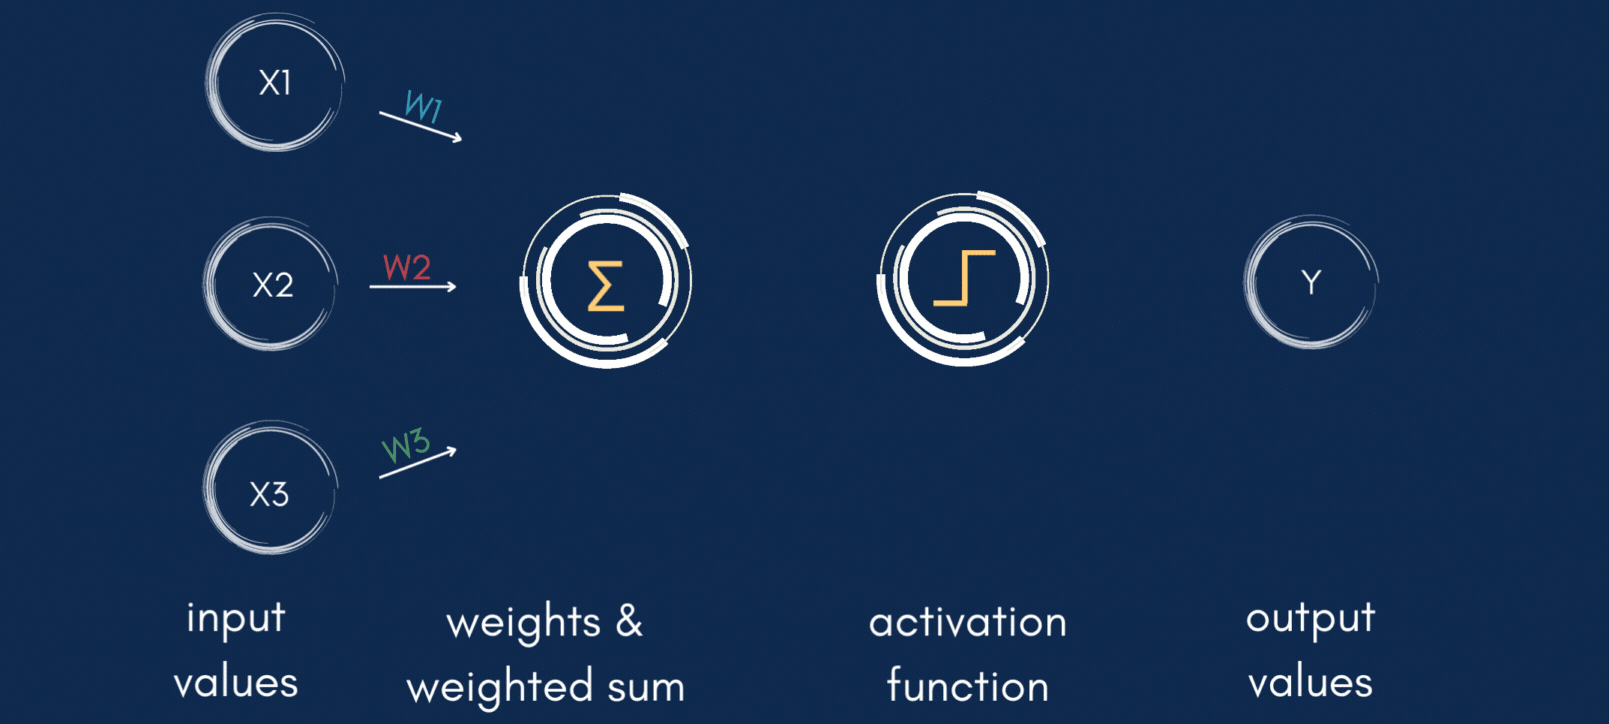 X1
W1
X2
W2
Σ
Y
W3
X3
input
values
weights &
weighted sum
activation
function
output
values